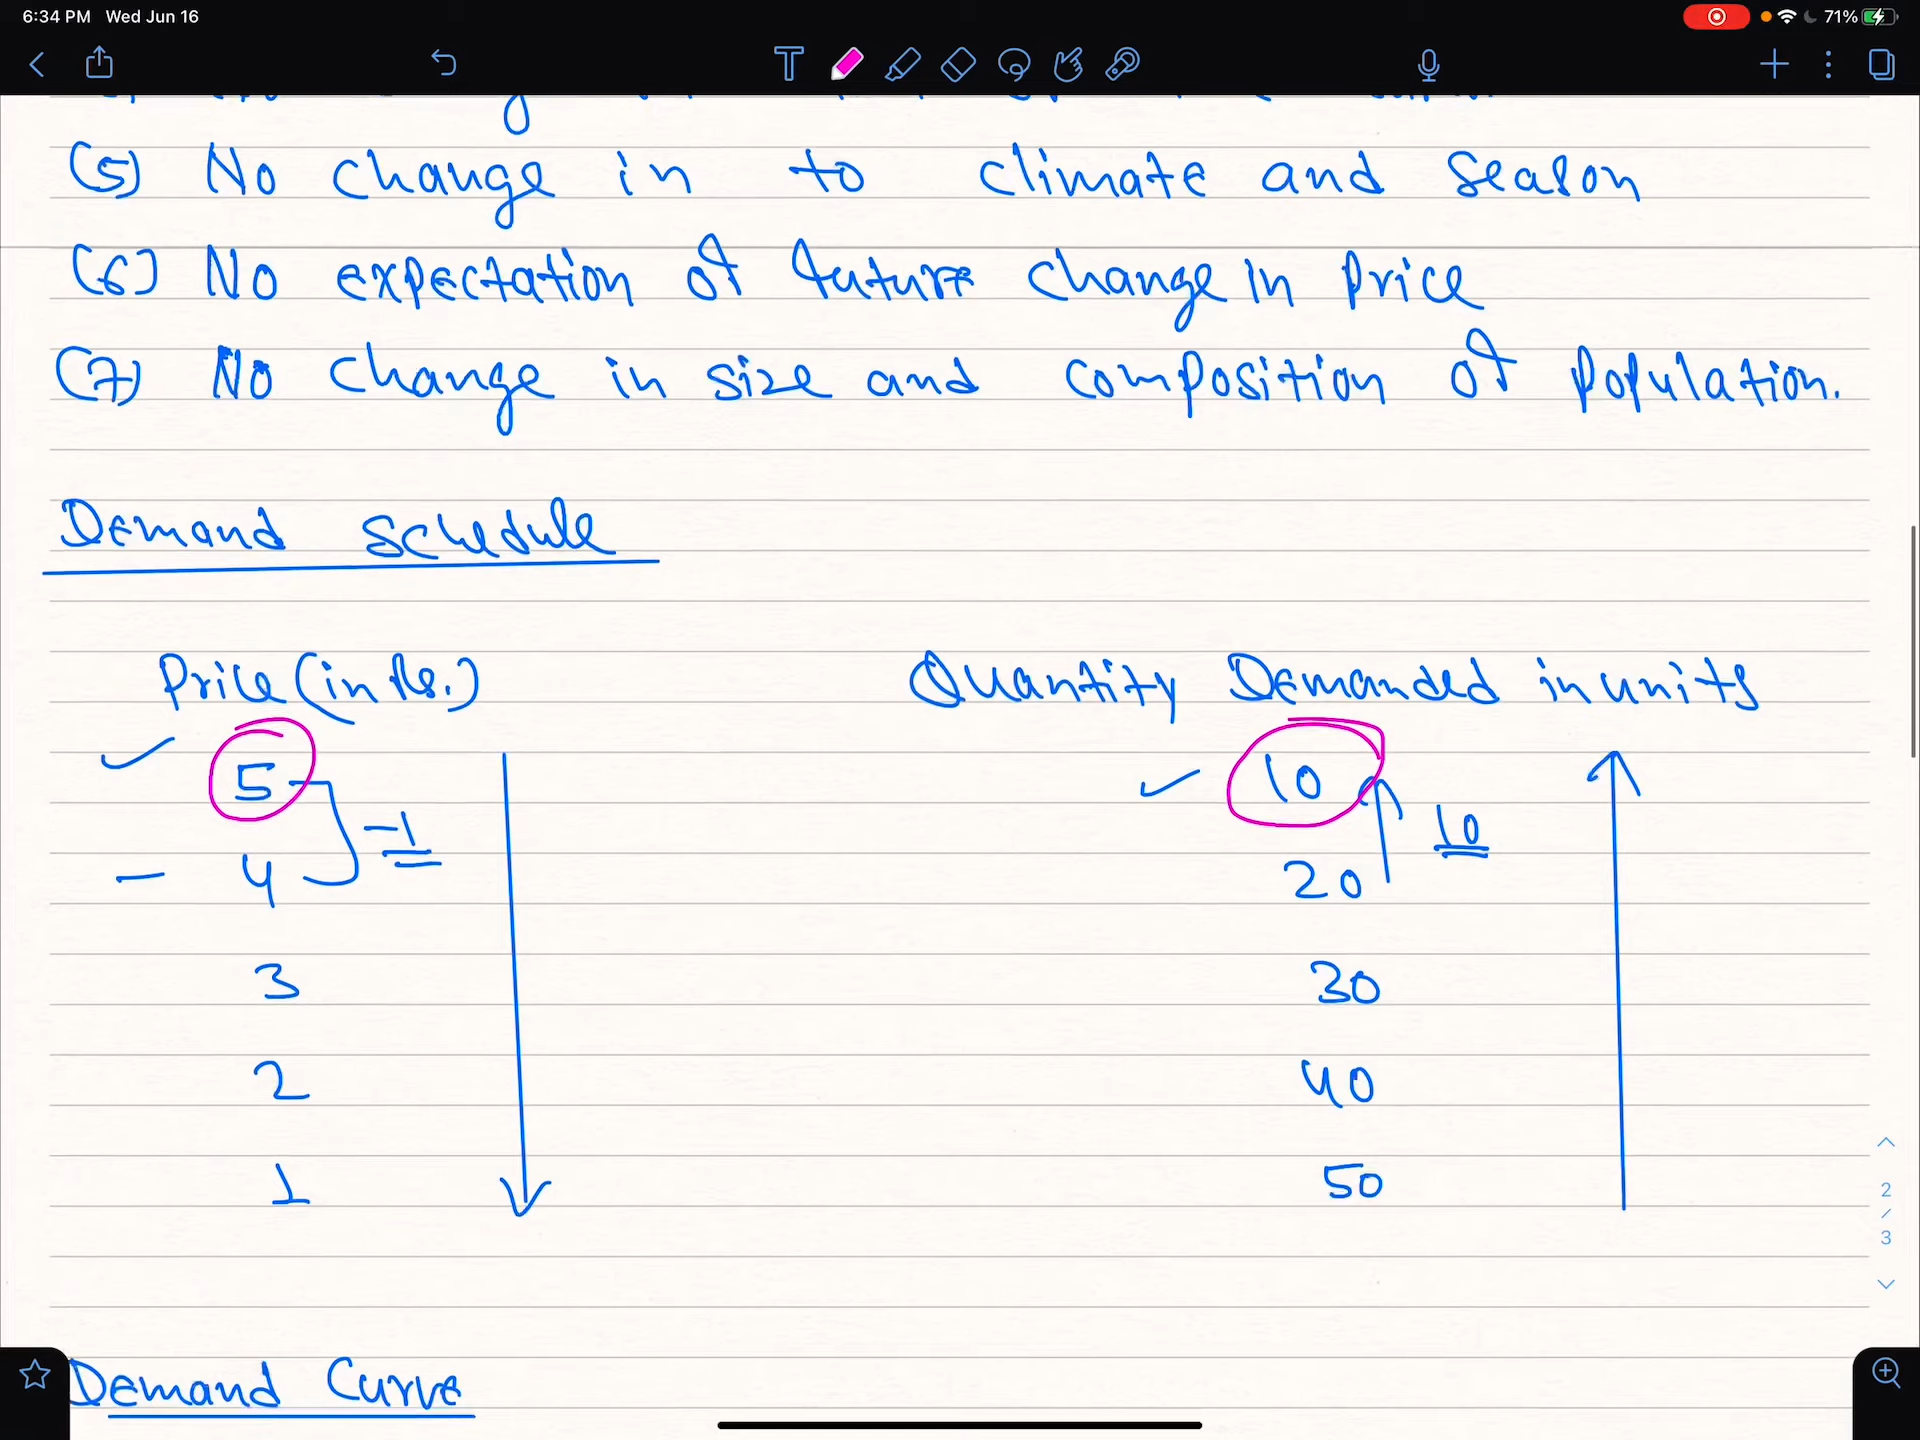 6:34 PM Wed Jun 16 71%
(5) No change in to climate and season
(6) No expectation of future change in price
(7) No change in size and composition of population.
Demand schedule
Price (in Rs.) Quantity Demanded in units
5 10
-1 10
4 20
3 30
2 40
1 50
2
/
3
Demand Curve